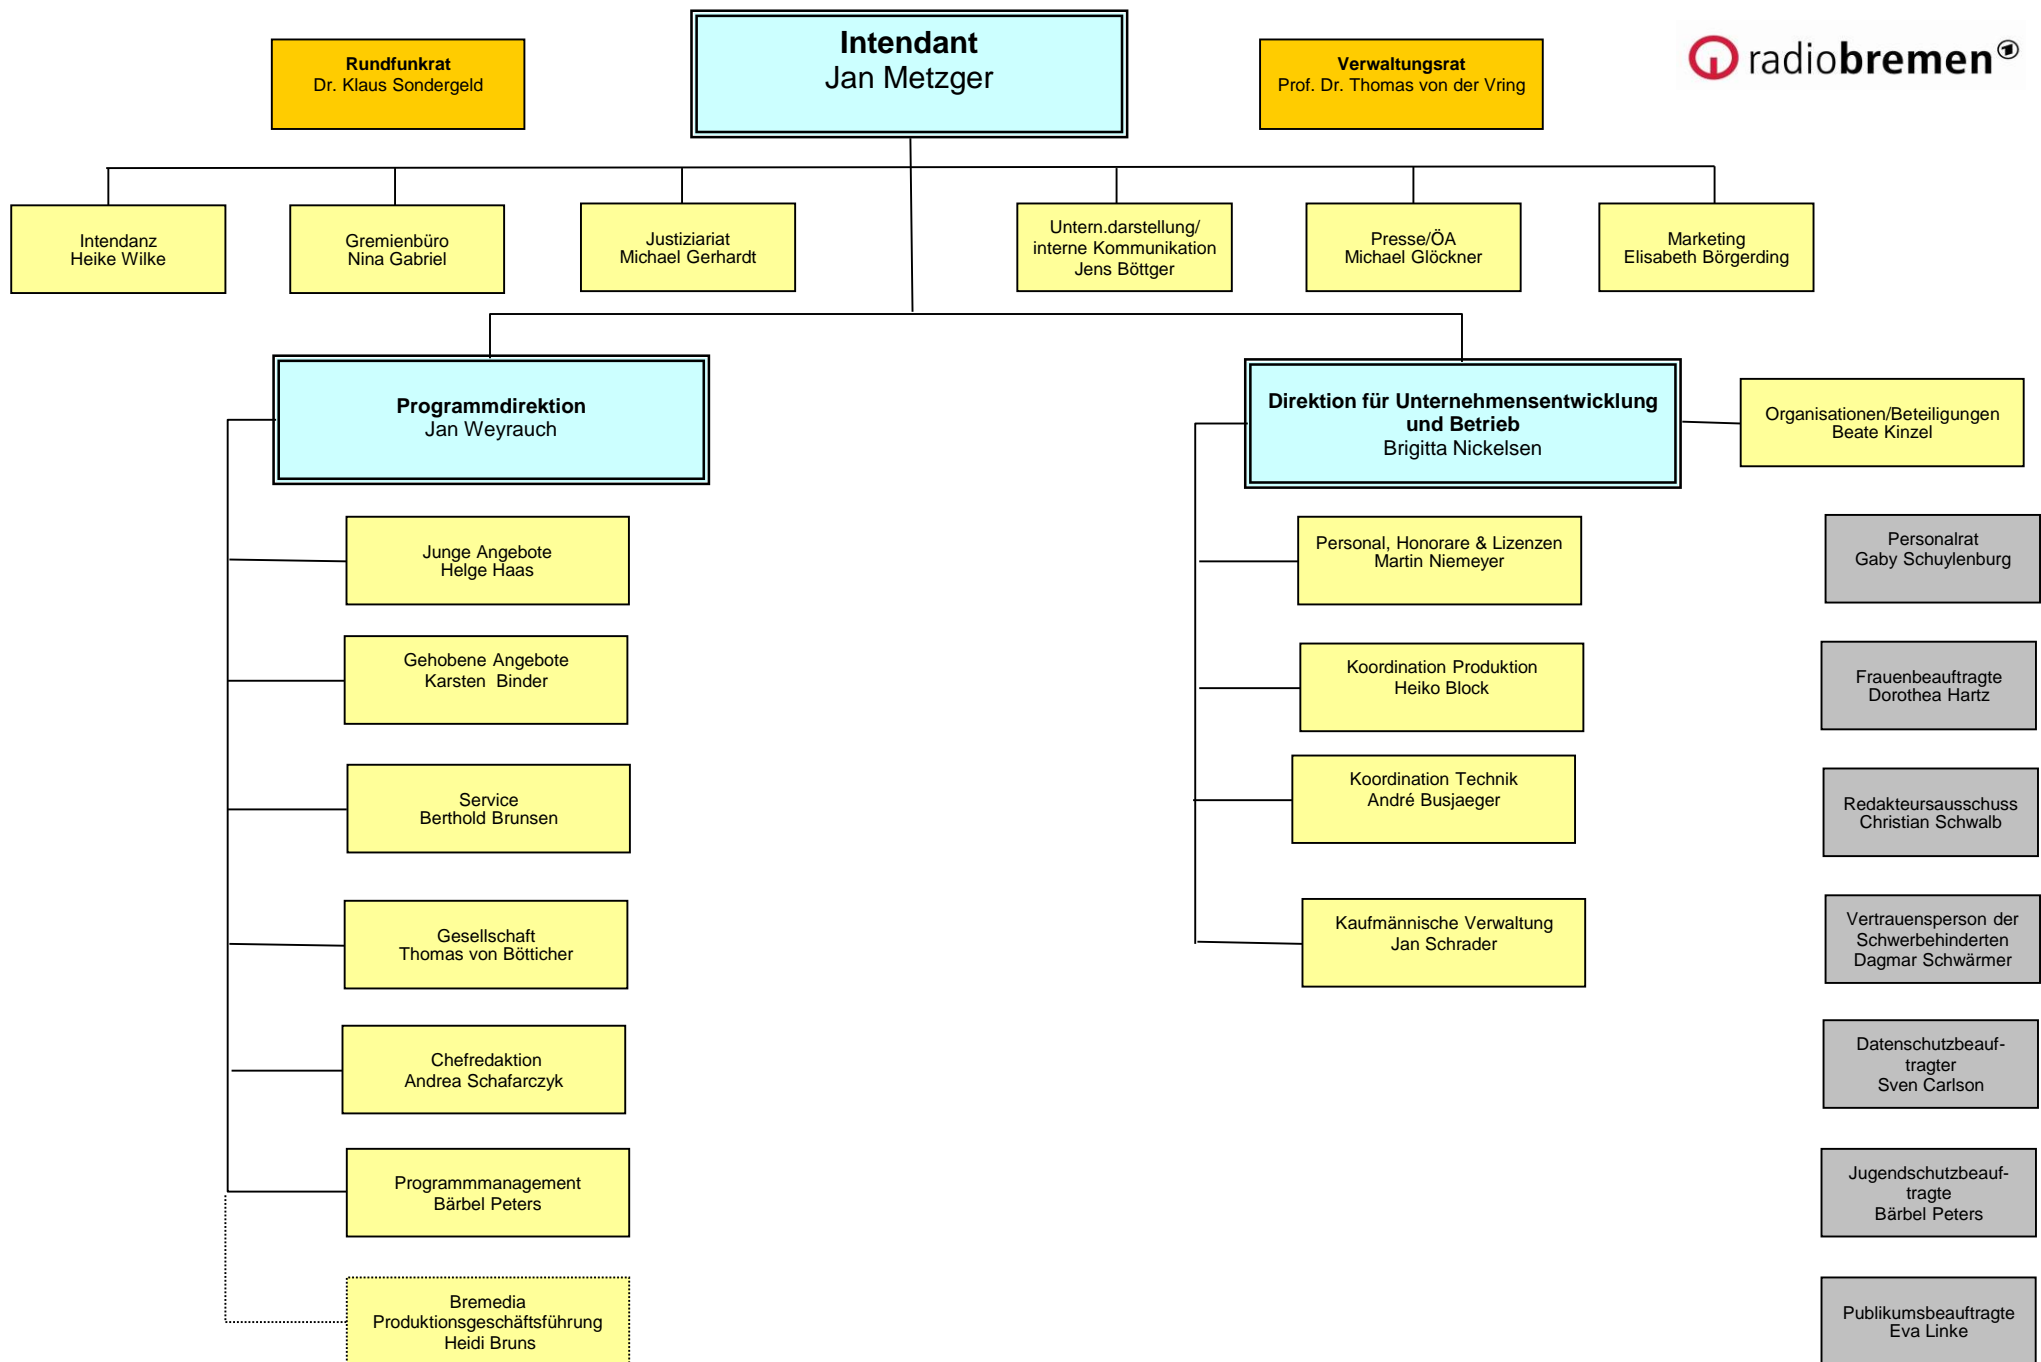 Intendant
Jan Metzger
Rundfunkrat
Dr. Klaus Sondergeld
Verwaltungsrat
Prof. Dr. Thomas von der Vring
radiobremen
Intendanz
Heike Wilke
Gremienbüro
Nina Gabriel
Justiziariat
Michael Gerhardt
Untern.darstellung/
interne Kommunikation
Jens Böttger
Presse/ÖA
Michael Glöckner
Marketing
Elisabeth Börgerding
Programmdirektion
Jan Weyrauch
Direktion für Unternehmensentwicklung
und Betrieb
Brigitta Nickelsen
Organisationen/Beteiligungen
Beate Kinzel
Junge Angebote
Helge Haas
Gehobene Angebote
Karsten Binder
Service
Berthold Brunsen
Gesellschaft
Thomas von Bötticher
Chefredaktion
Andrea Schafarczyk
Programmmanagement
Bärbel Peters
Bremedia
Produktionsgeschäftsführung
Heidi Bruns
Personal, Honorare & Lizenzen
Martin Niemeyer
Koordination Produktion
Heiko Block
Koordination Technik
André Busjaeger
Kaufmännische Verwaltung
Jan Schrader
Personalrat
Gaby Schuylenburg
Frauenbeauftragte
Dorothea Hartz
Redakteursausschuss
Christian Schwalb
Vertrauensperson der
Schwerbehinderten
Dagmar Schwärmer
Datenschutzbeauf-
tragter
Sven Carlson
Jugendschutzbeauf-
tragte
Bärbel Peters
Publikumsbeauftragte
Eva Linke